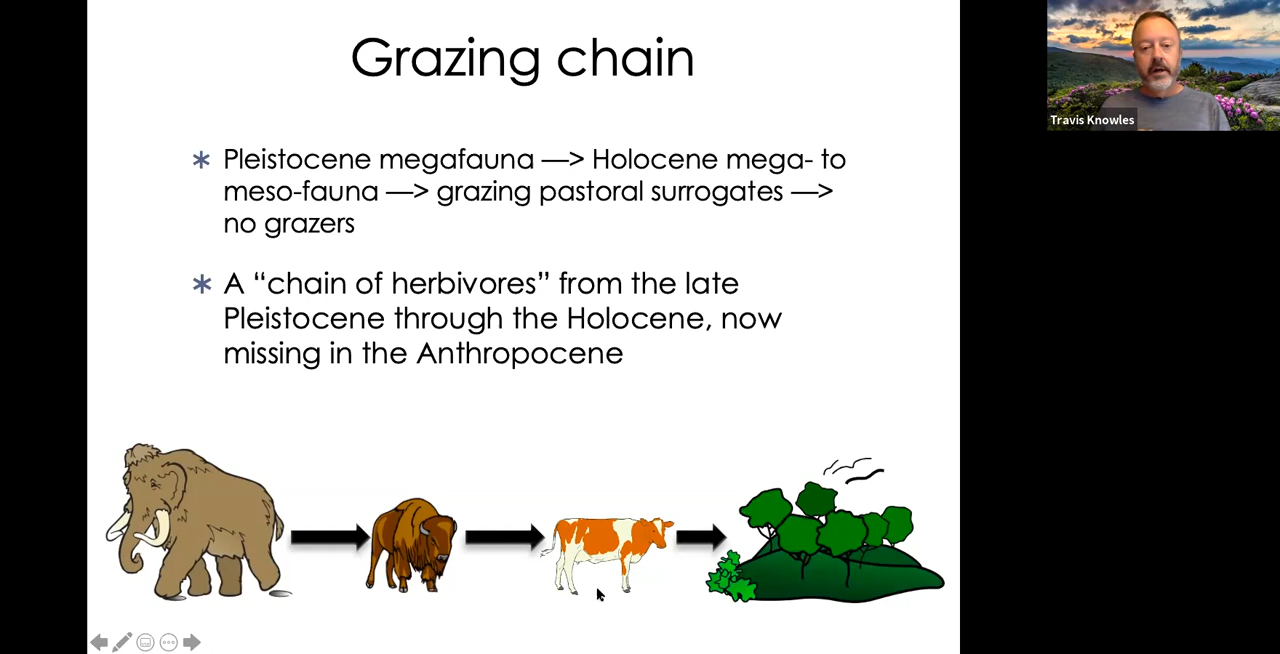 Grazing chain
Travis Knowles
* Pleistocene megafauna —> Holocene mega- to
meso-fauna —> grazing pastoral surrogates —>
no grazers
* A “chain of herbivores” from the late
Pleistocene through the Holocene, now
missing in the Anthropocene